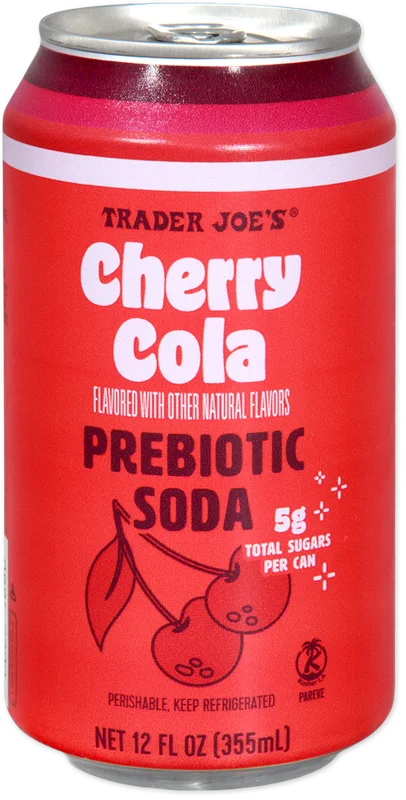 TRADER JOE'S®
Cherry
Cola
FLAVORED WITH OTHER NATURAL FLAVORS
PREBIOTIC
SODA
5g
TOTAL SUGARS
PER CAN
K
PAREVE
PERISHABLE, KEEP REFRIGERATED
NET 12 FL OZ (355mL)